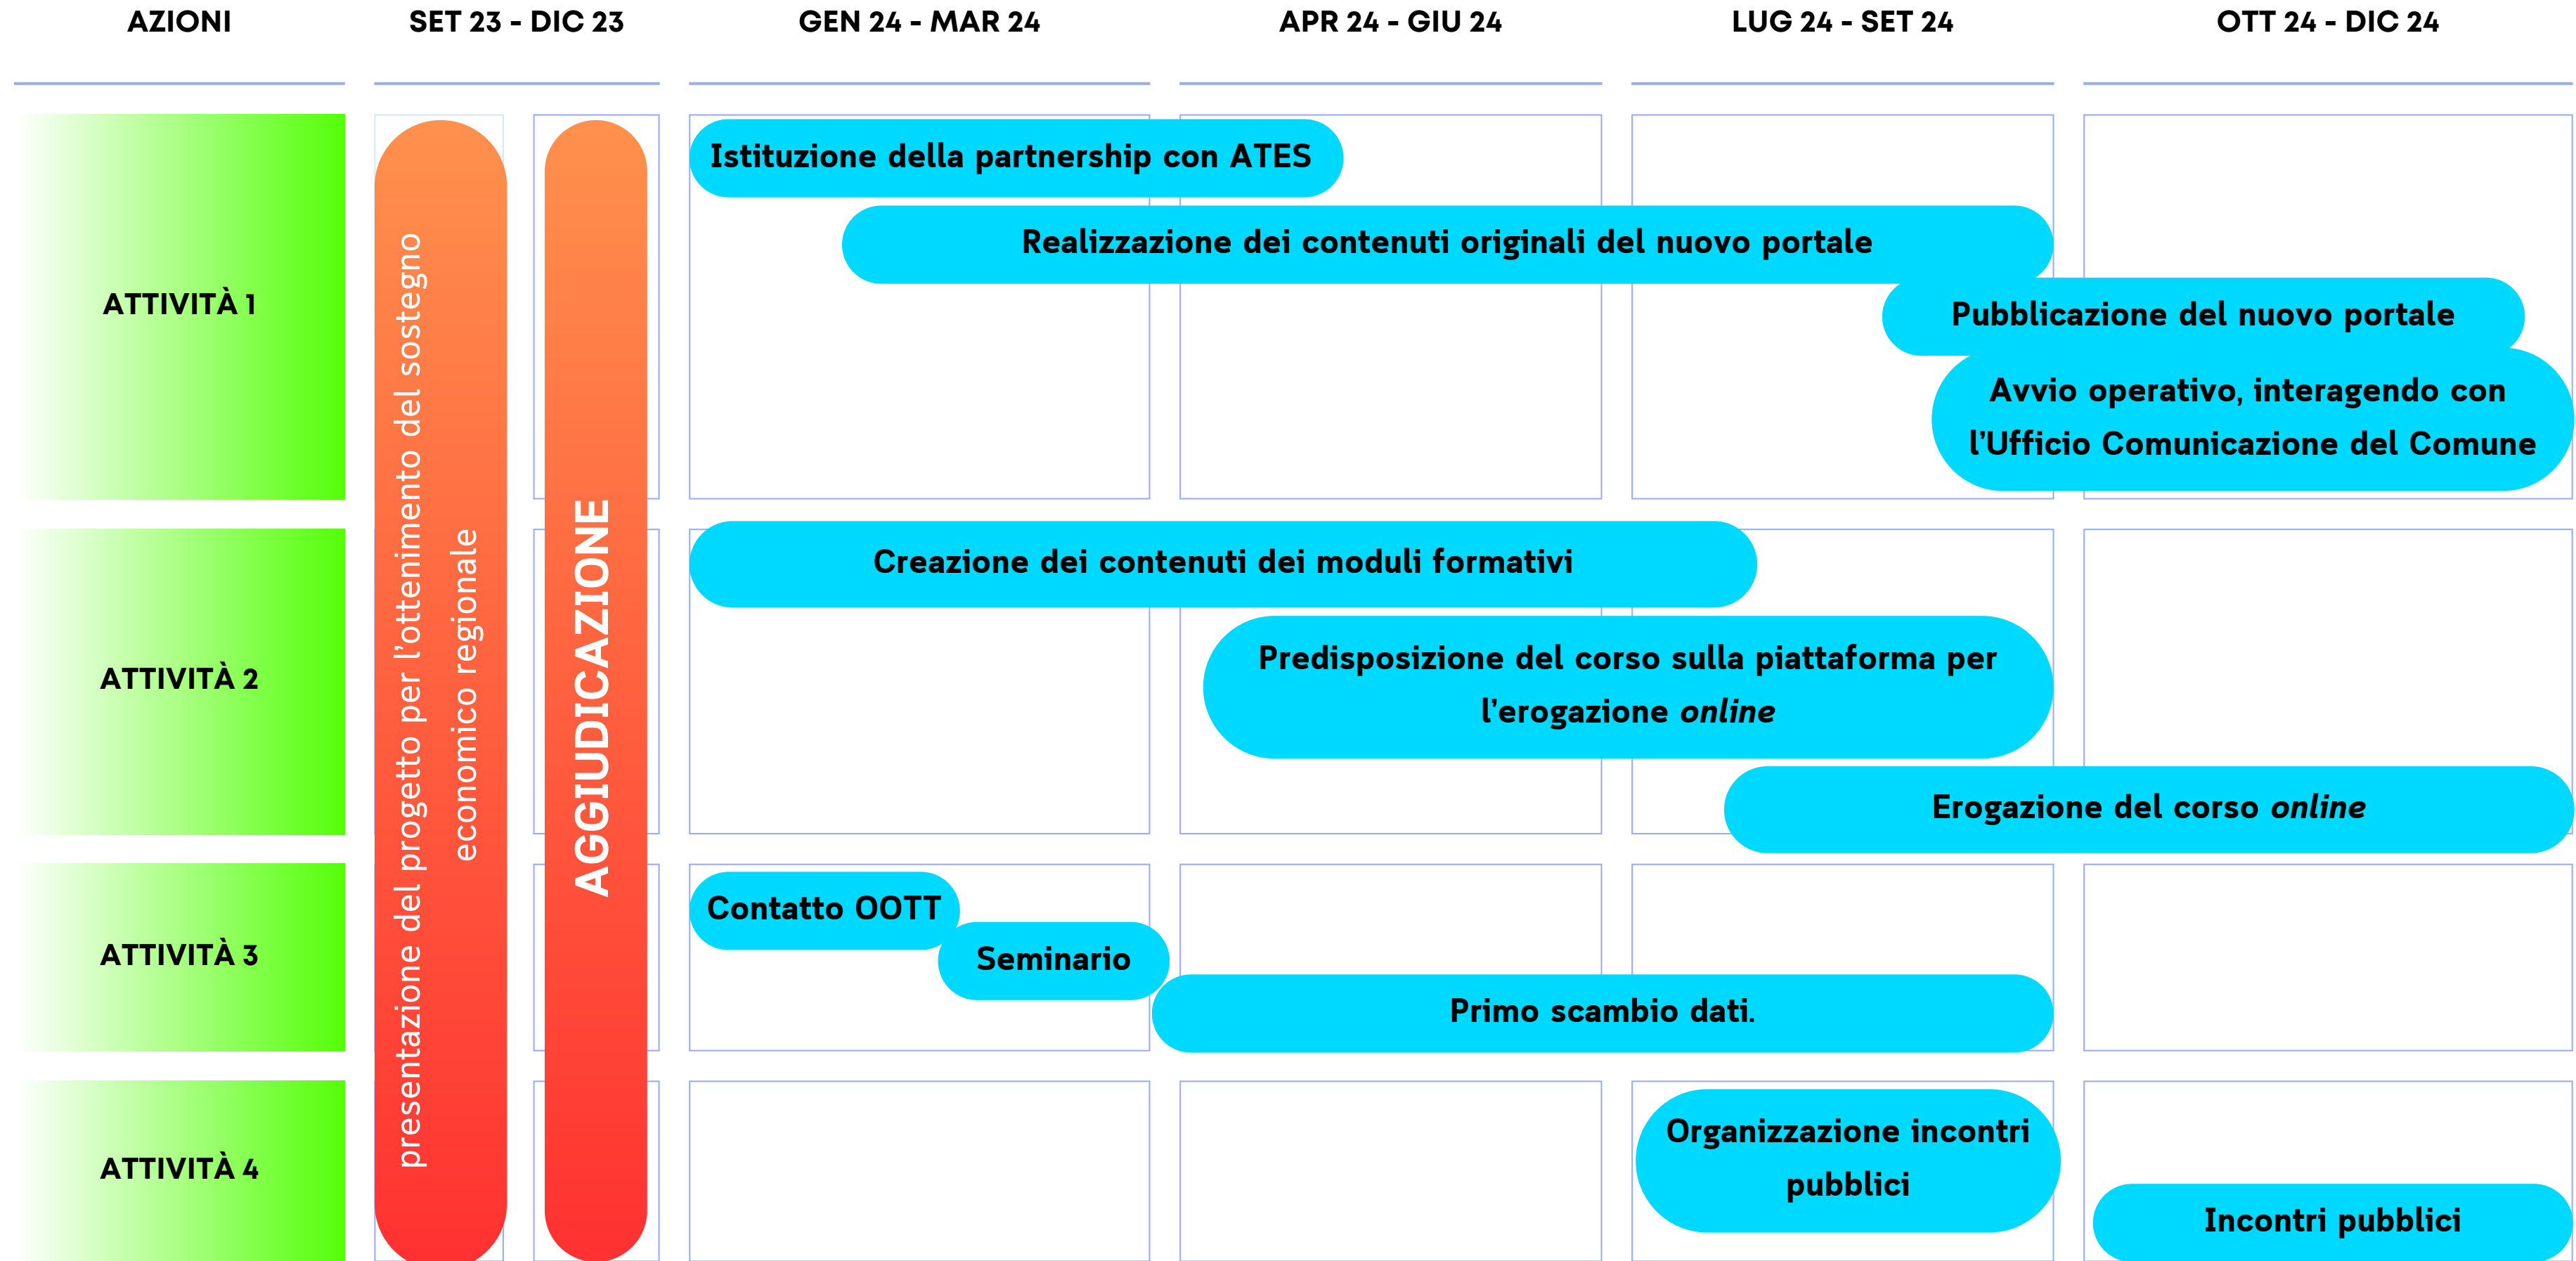 AZIONI
SET 23 - DIC 23
GEN 24 - MAR 24
APR 24 - GIU 24
LUG 24 - SET 24
OTT 24 - DIC 24
presentazione del progetto per l'ottenimento del sostegno
economico regionale
AGGIUDICAZIONE
ATTIVITÀ 1
Istituzione della partnership con ATES
Realizzazione dei contenuti originali del nuovo portale
Pubblicazione del nuovo portale
Avvio operativo, interagendo con
l'Ufficio Comunicazione del Comune
ATTIVITÀ 2
Creazione dei contenuti dei moduli formativi
Predisposizione del corso sulla piattaforma per
l'erogazione online
Erogazione del corso online
ATTIVITÀ 3
Contatto OOTT
Seminario
Primo scambio dati.
ATTIVITÀ 4
Organizzazione incontri
pubblici
Incontri pubblici